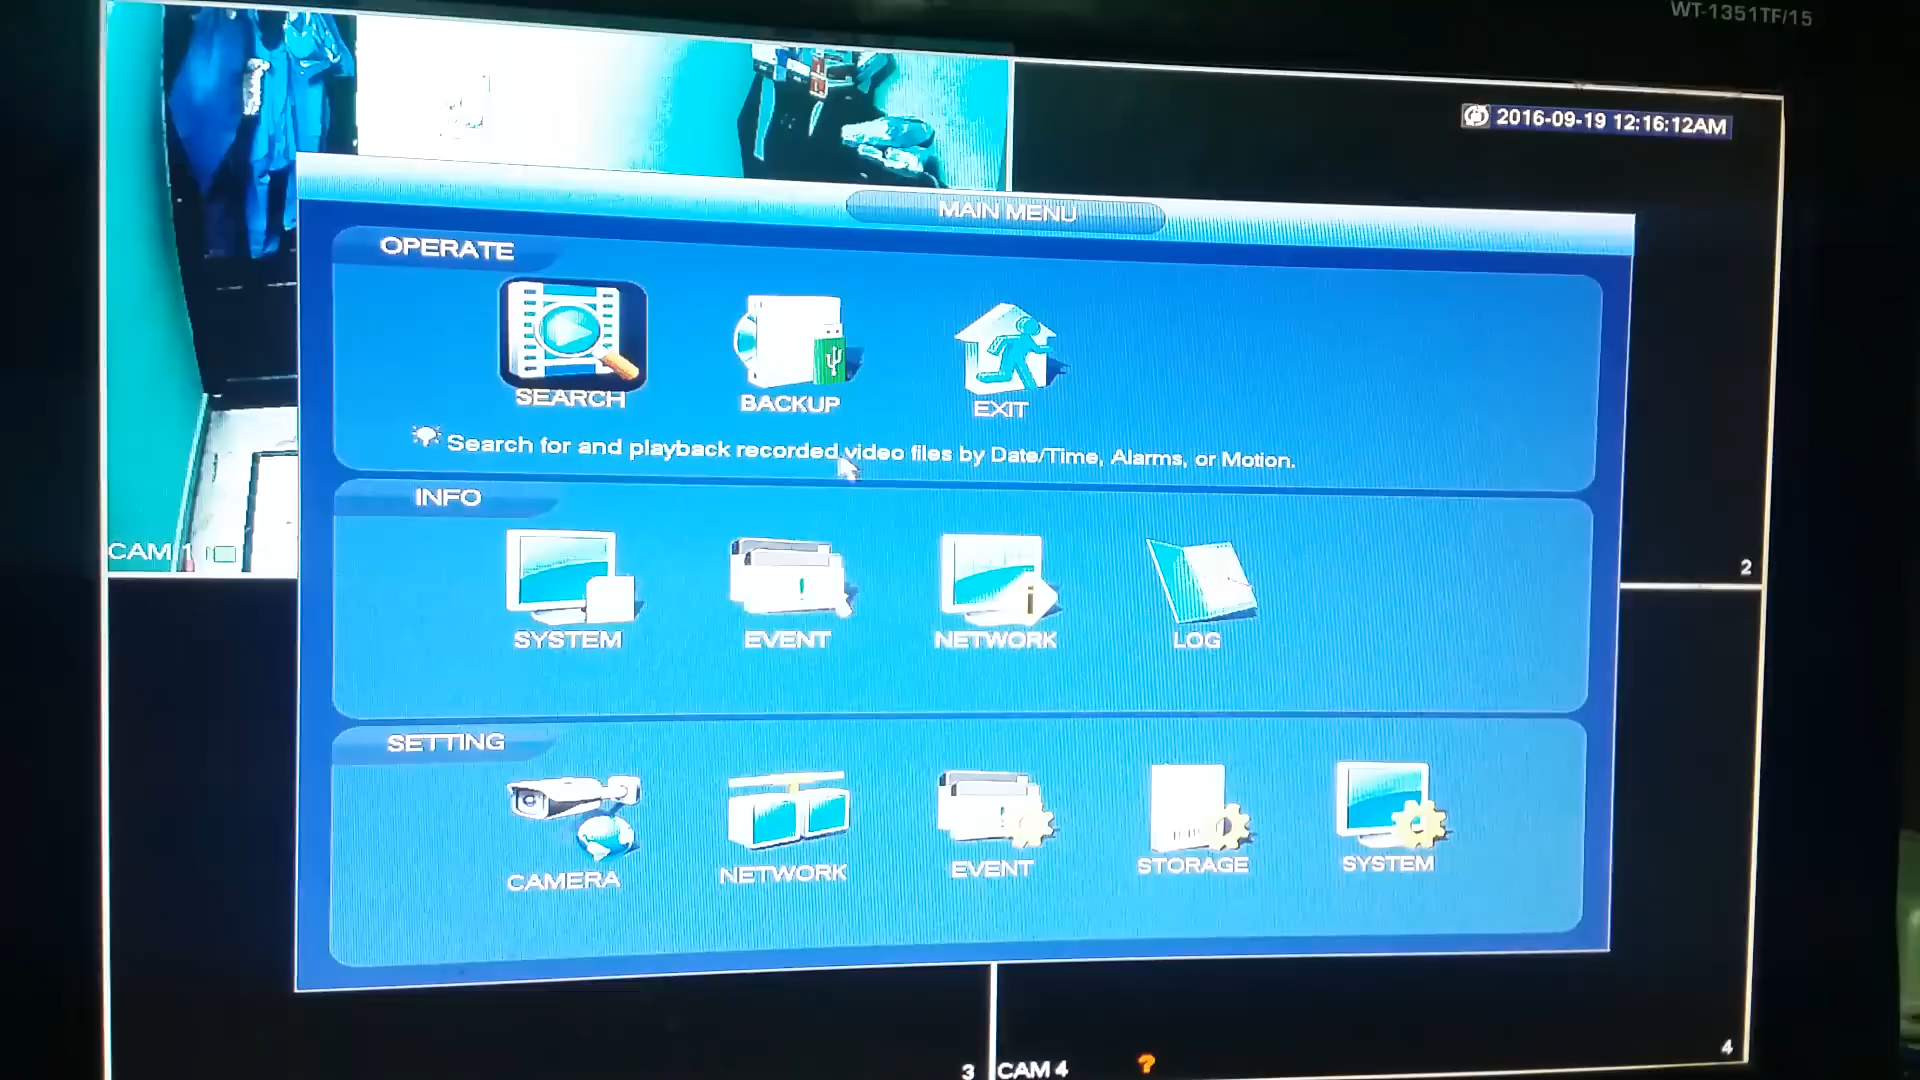 WT-1351TF/15
2016-09-19 12:16:12AM
MAIN MENU
OPERATE
SEARCH
BACKUP
EXIT
Search for and playback recorded video files by Date/Time, Alarms, or Motion.
INFO
SYSTEM
EVENT
NETWORK
LOG
CAM 1
2
SETTING
CAMERA
NETWORK
EVENT
STORAGE
SYSTEM
3
CAM 4
?
4